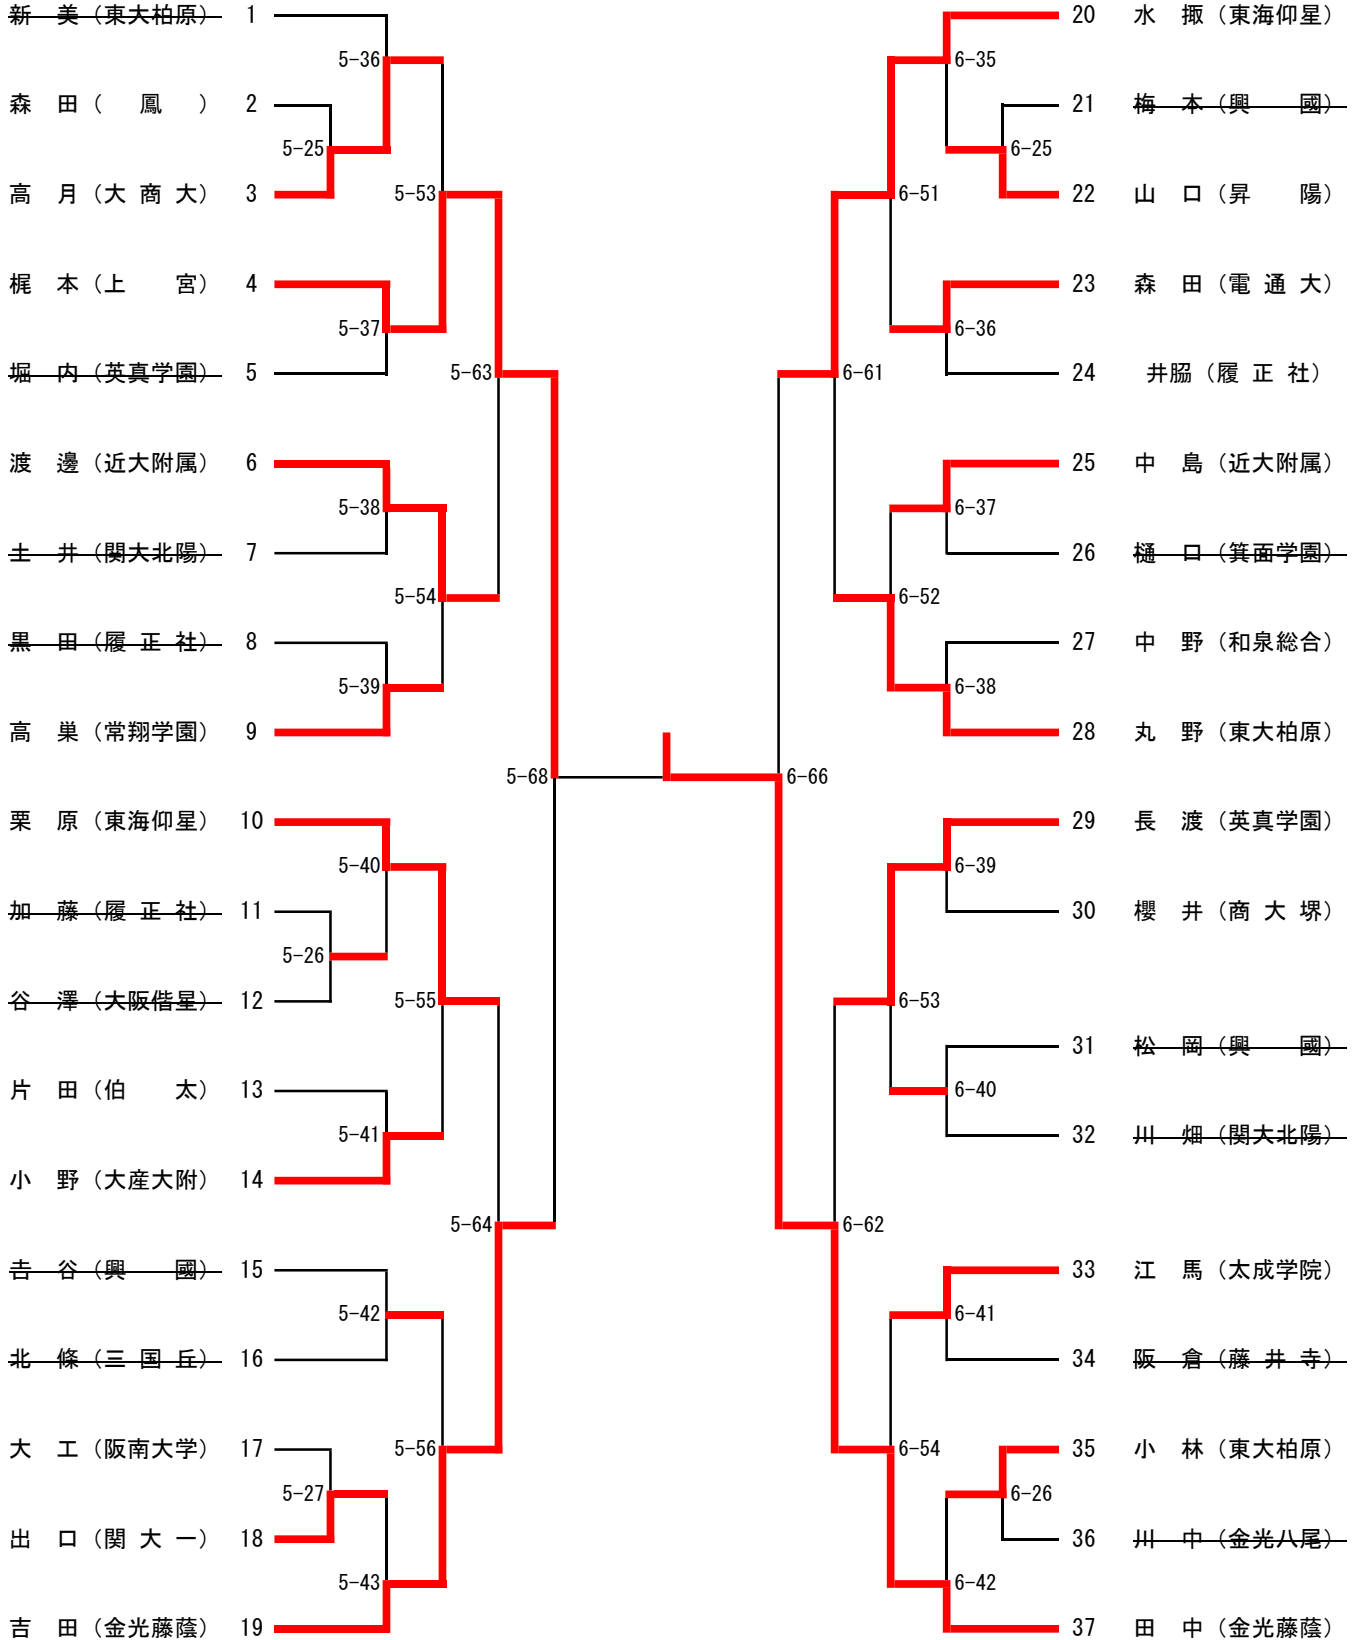 新 美（東大柏原） 1
5-36
森 田（ 鳳 ） 2
5-25
高 月（大 商 大） 3
5-53
梶 本（上 宮） 4
5-37
堀 内（英真学園） 5
5-63
渡 邊（近大附属） 6
5-38
土 井（関大北陽） 7
5-54
黒 田（履 正 社） 8
5-39
高 巣（常翔学園） 9
5-68
栗 原（東海仰星） 10
5-40
加 藤（履 正 社） 11
5-26
谷 澤（大阪偕星） 12
5-55
片 田（伯 太） 13
5-41
小 野（大産大附） 14
5-64
𠮷 谷（興 國） 15
5-42
北 條（三 国 丘） 16
大 工（阪南大学） 17
5-56
5-27
出 口（関 大 一） 18
5-43
吉 田（金光藤蔭） 19
20 水 掫（東海仰星）
6-35
21 梅 本（興 國）
6-25
22 山 口（昇 陽）
6-51
23 森 田（電 通 大）
6-36
24 井脇（履 正 社）
6-61
25 中 島（近大附属）
6-37
26 樋 口（箕面学園）
6-52
27 中 野（和泉総合）
6-38
28 丸 野（東大柏原）
6-66
29 長 渡（英真学園）
6-39
30 櫻 井（商 大 堺）
6-53
31 松 岡（興 國）
6-40
32 川 畑（関大北陽）
6-62
33 江 馬（太成学院）
6-41
34 阪 倉（藤 井 寺）
6-54
35 小 林（東大柏原）
6-26
36 川 中（金光八尾）
6-42
37 田 中（金光藤蔭）